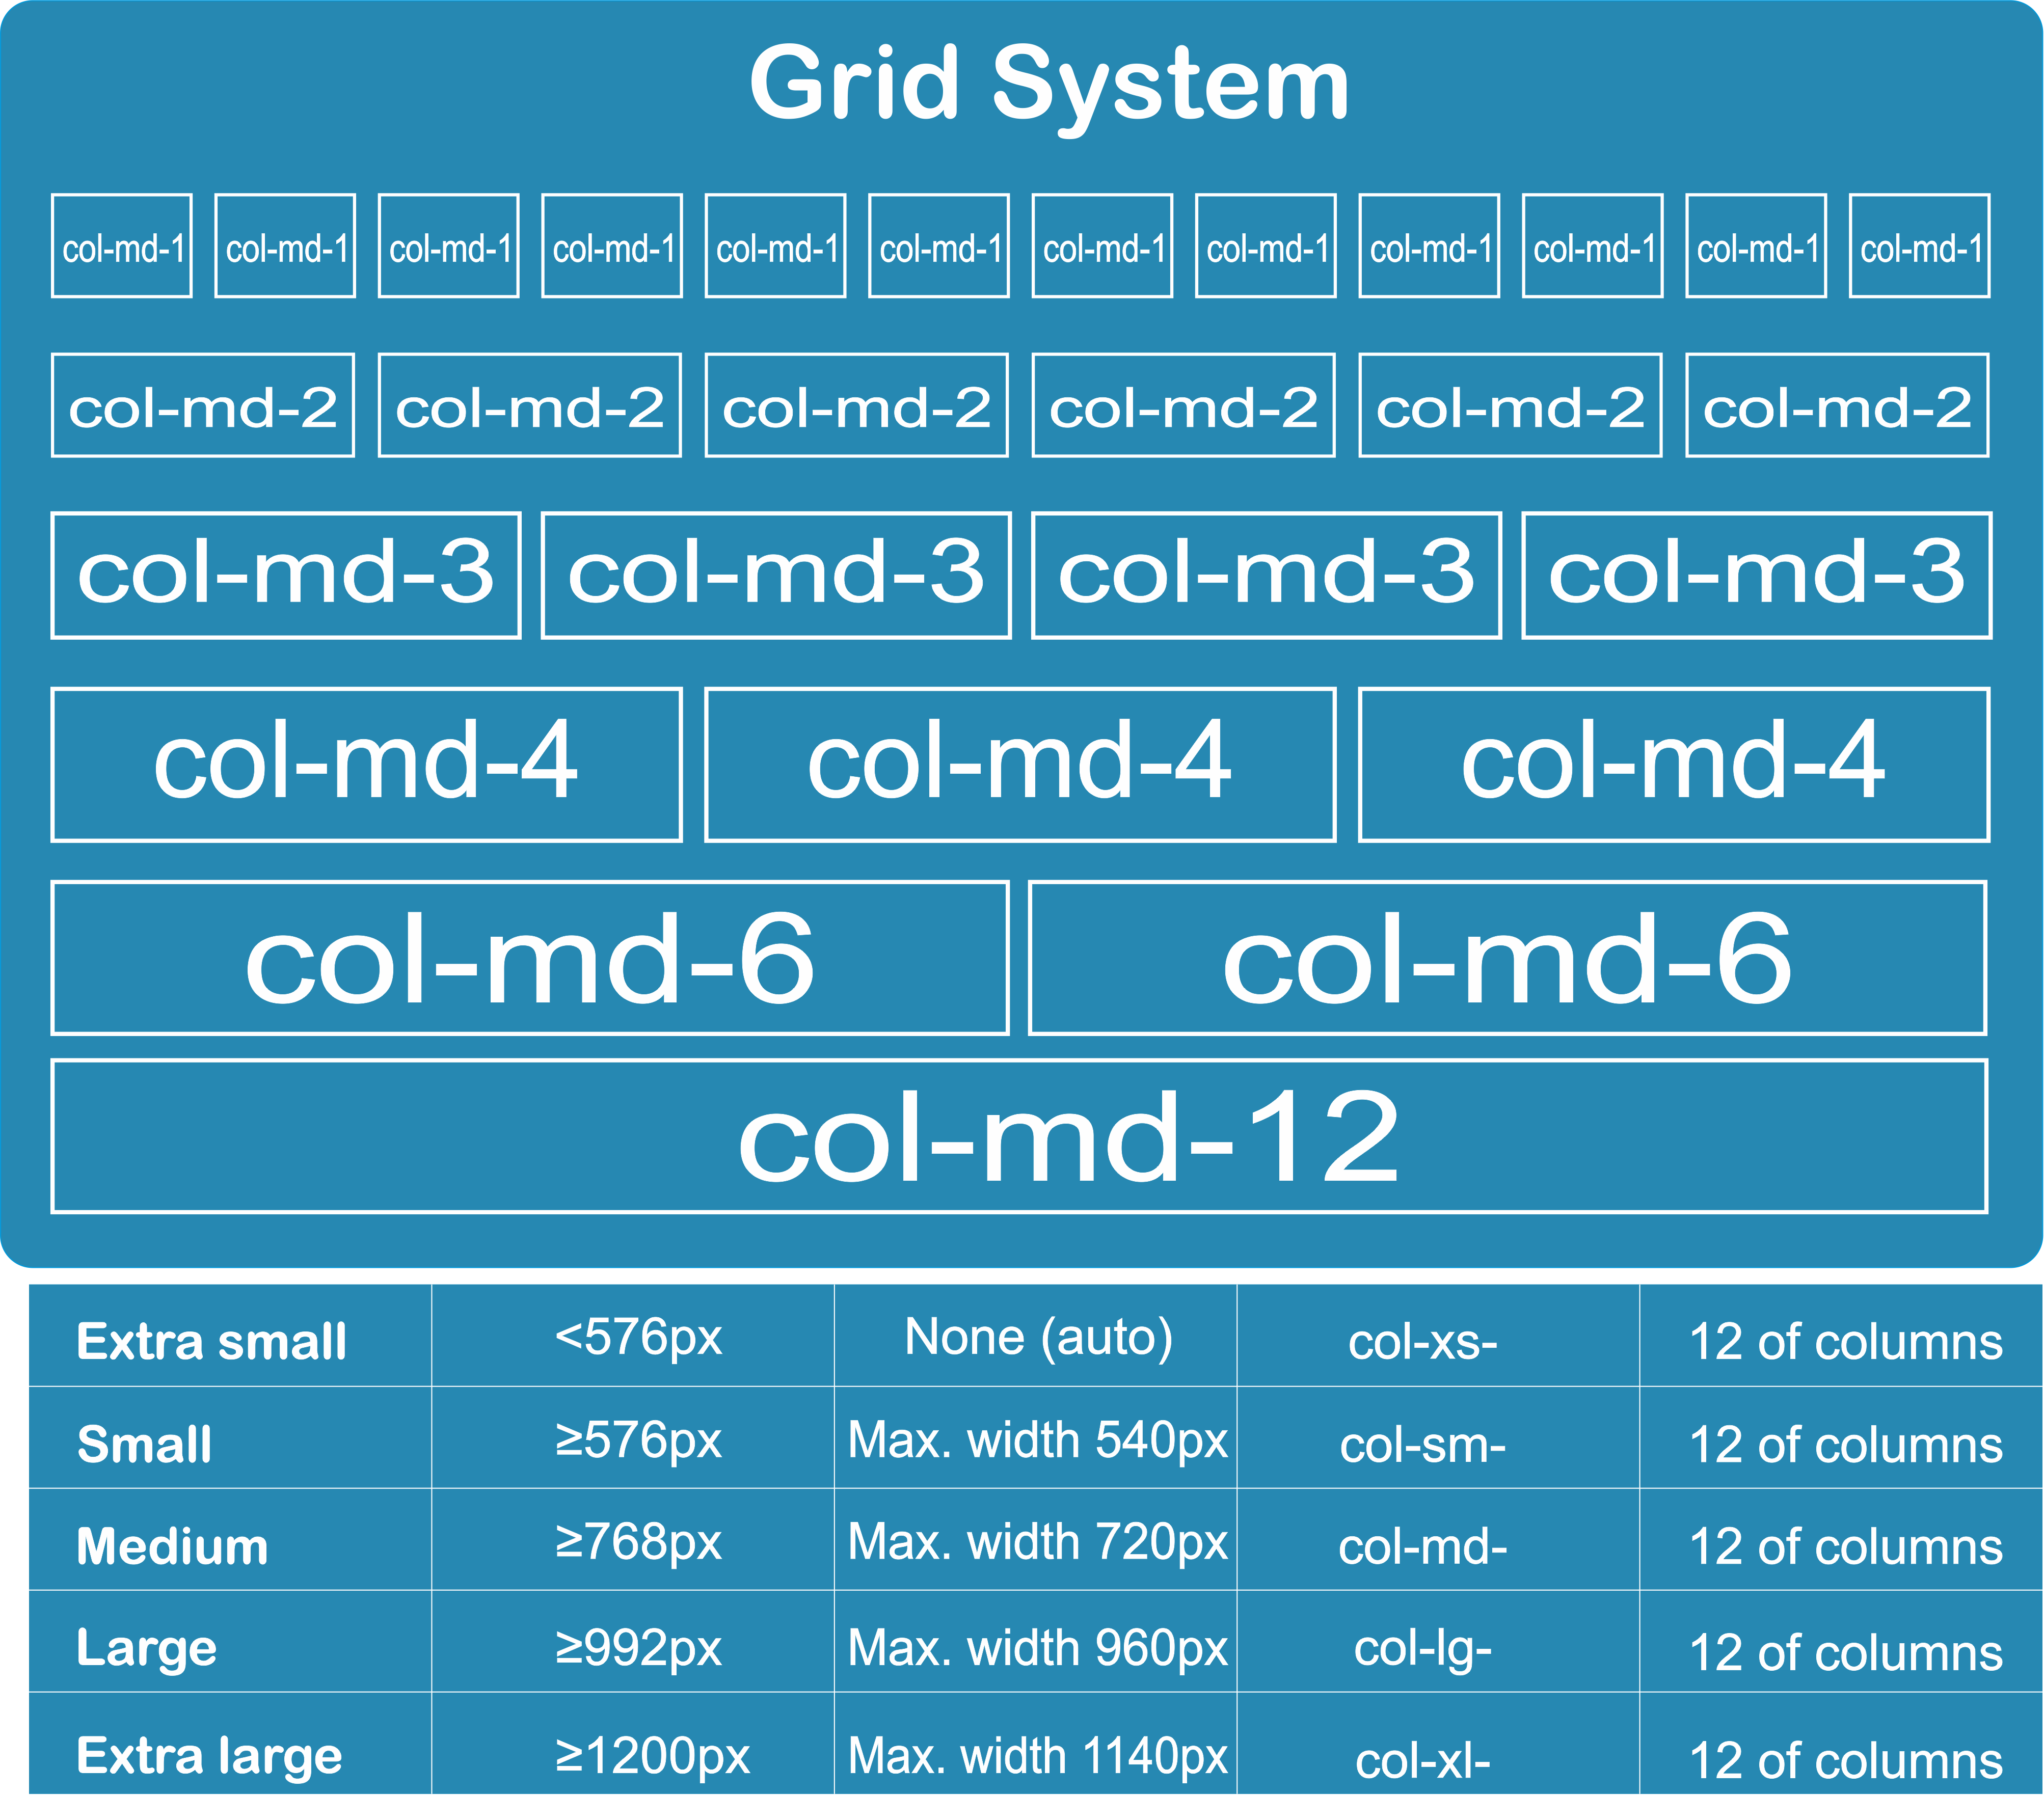 Grid System
col-md-1 col-md-1 col-md-1 col-md-1 col-md-1 col-md-1 col-md-1 col-md-1 col-md-1 col-md-1 col-md-1 col-md-1
col-md-2 col-md-2 col-md-2 col-md-2 col-md-2 col-md-2
col-md-3 col-md-3 col-md-3 col-md-3
col-md-4 col-md-4 col-md-4
col-md-6 col-md-6
col-md-12
Extra small <576px None (auto) col-xs- 12 of columns
Small ≥576px Max. width 540px col-sm- 12 of columns
Medium ≥768px Max. width 720px col-md- 12 of columns
Large ≥992px Max. width 960px col-lg- 12 of columns
Extra large ≥1200px Max. width 1140px col-xl- 12 of columns